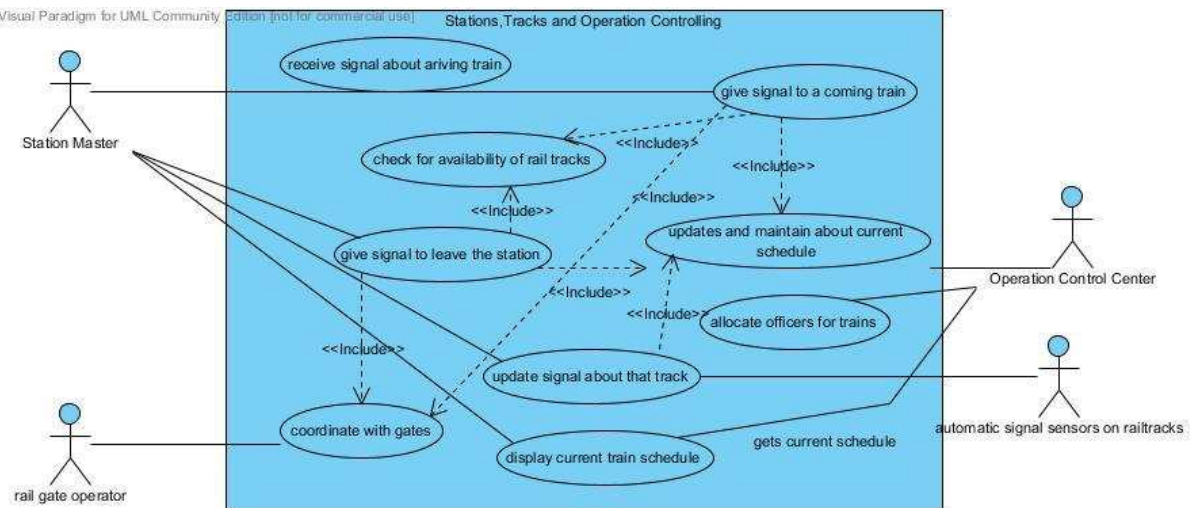 Visual Paradigm for UML Community Edition [not for commercial use]
Stations,Tracks and Operation Controlling
receive signal about ariving train
give signal to a coming train
Station Master
<<Include>>
check for availability of rail tracks
<<Include>>
<<Include>>
<<Include>>
updates and maintain about current
schedule
give signal to leave the station
Operation Control Center
<<Include>>
<<Include>>
allocate officers for trains
<<Include>>
update signal about that track
automatic signal sensors on railtracks
coordinate with gates
gets current schedule
display current train schedule
rail gate operator